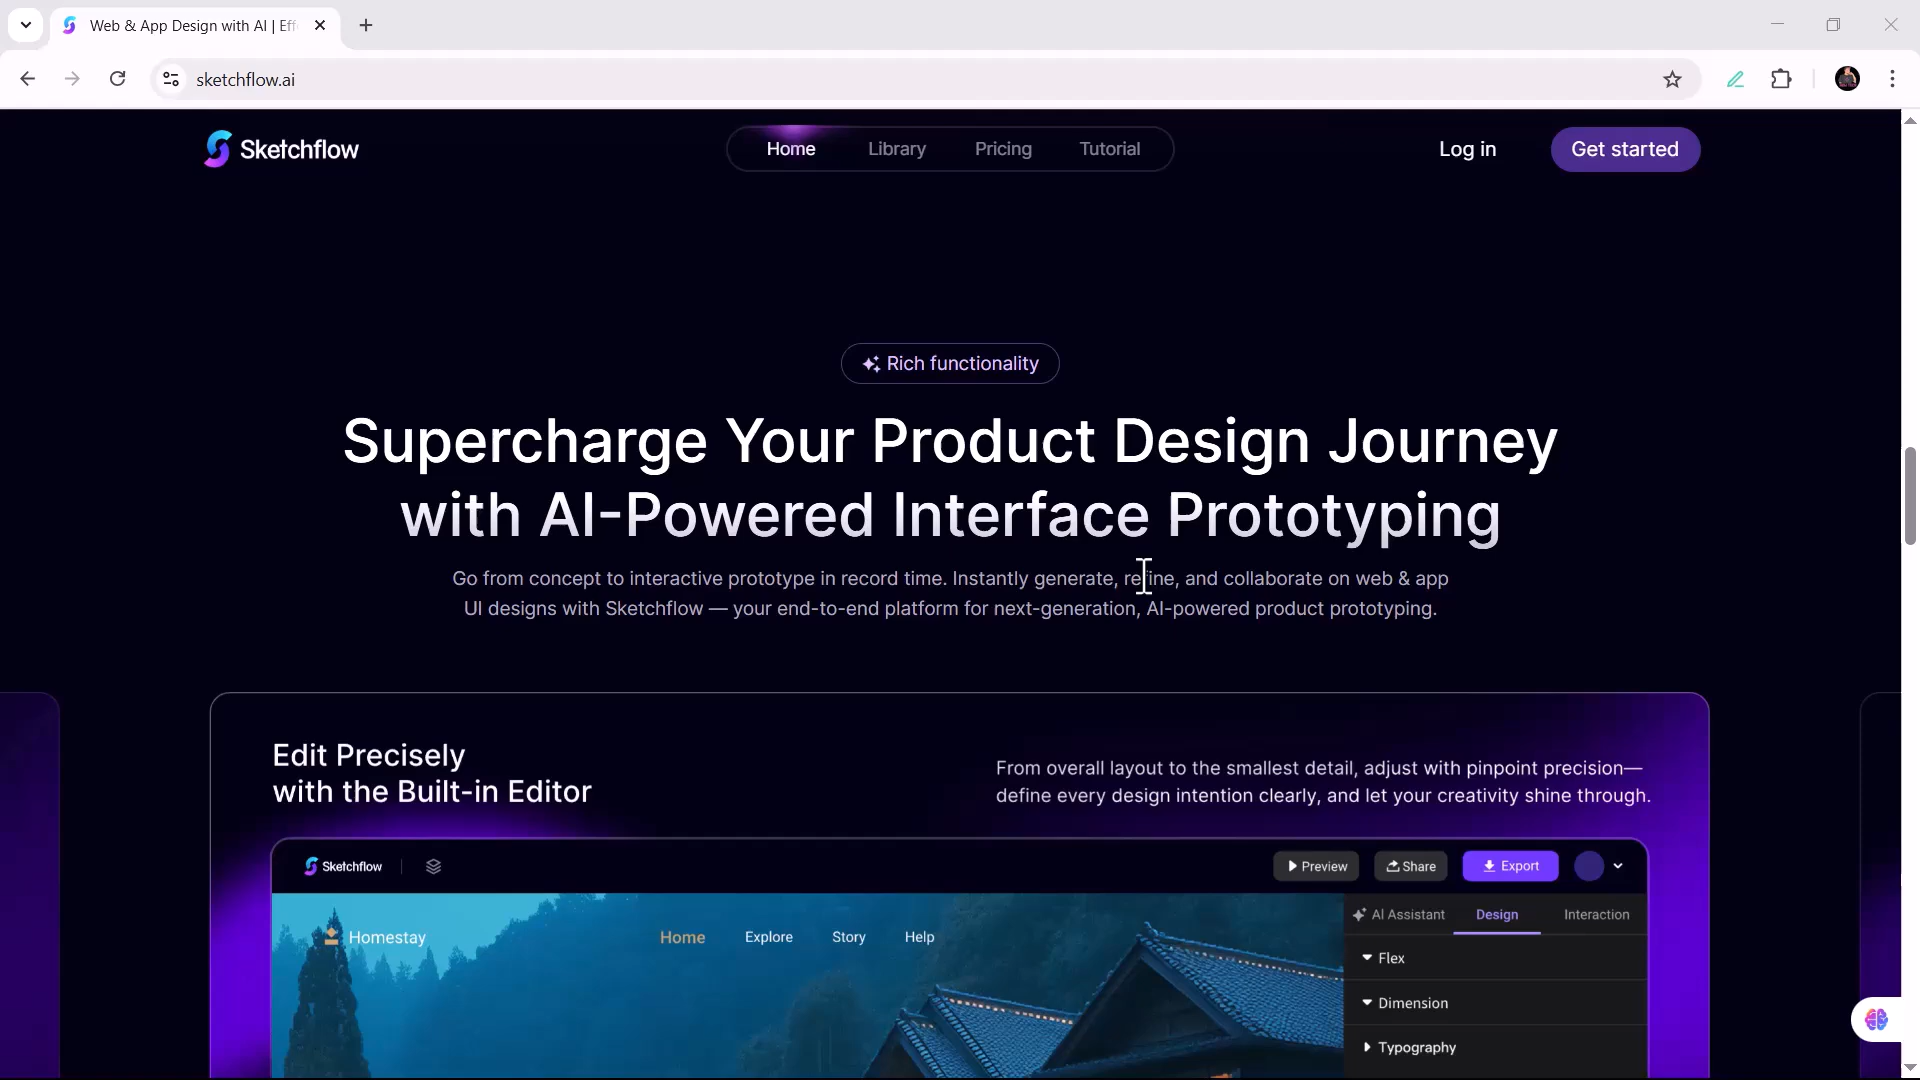 Web & App Design with AI | Eff
sketchflow.ai
Sketchflow
Home
Library
Pricing
Tutorial
Log in
Get started
Rich functionality
Supercharge Your Product Design Journey
with AI-Powered Interface Prototyping
Go from concept to interactive prototype in record time. Instantly generate, refine, and collaborate on web & app
UI designs with Sketchflow — your end-to-end platform for next-generation, AI-powered product prototyping.
Edit Precisely
with the Built-in Editor
From overall layout to the smallest detail, adjust with pinpoint precision—
define every design intention clearly, and let your creativity shine through.
Sketchflow
Preview
Share
Export
Homestay
Home
Explore
Story
Help
AI Assistant
Design
Interaction
Flex
Dimension
Typography